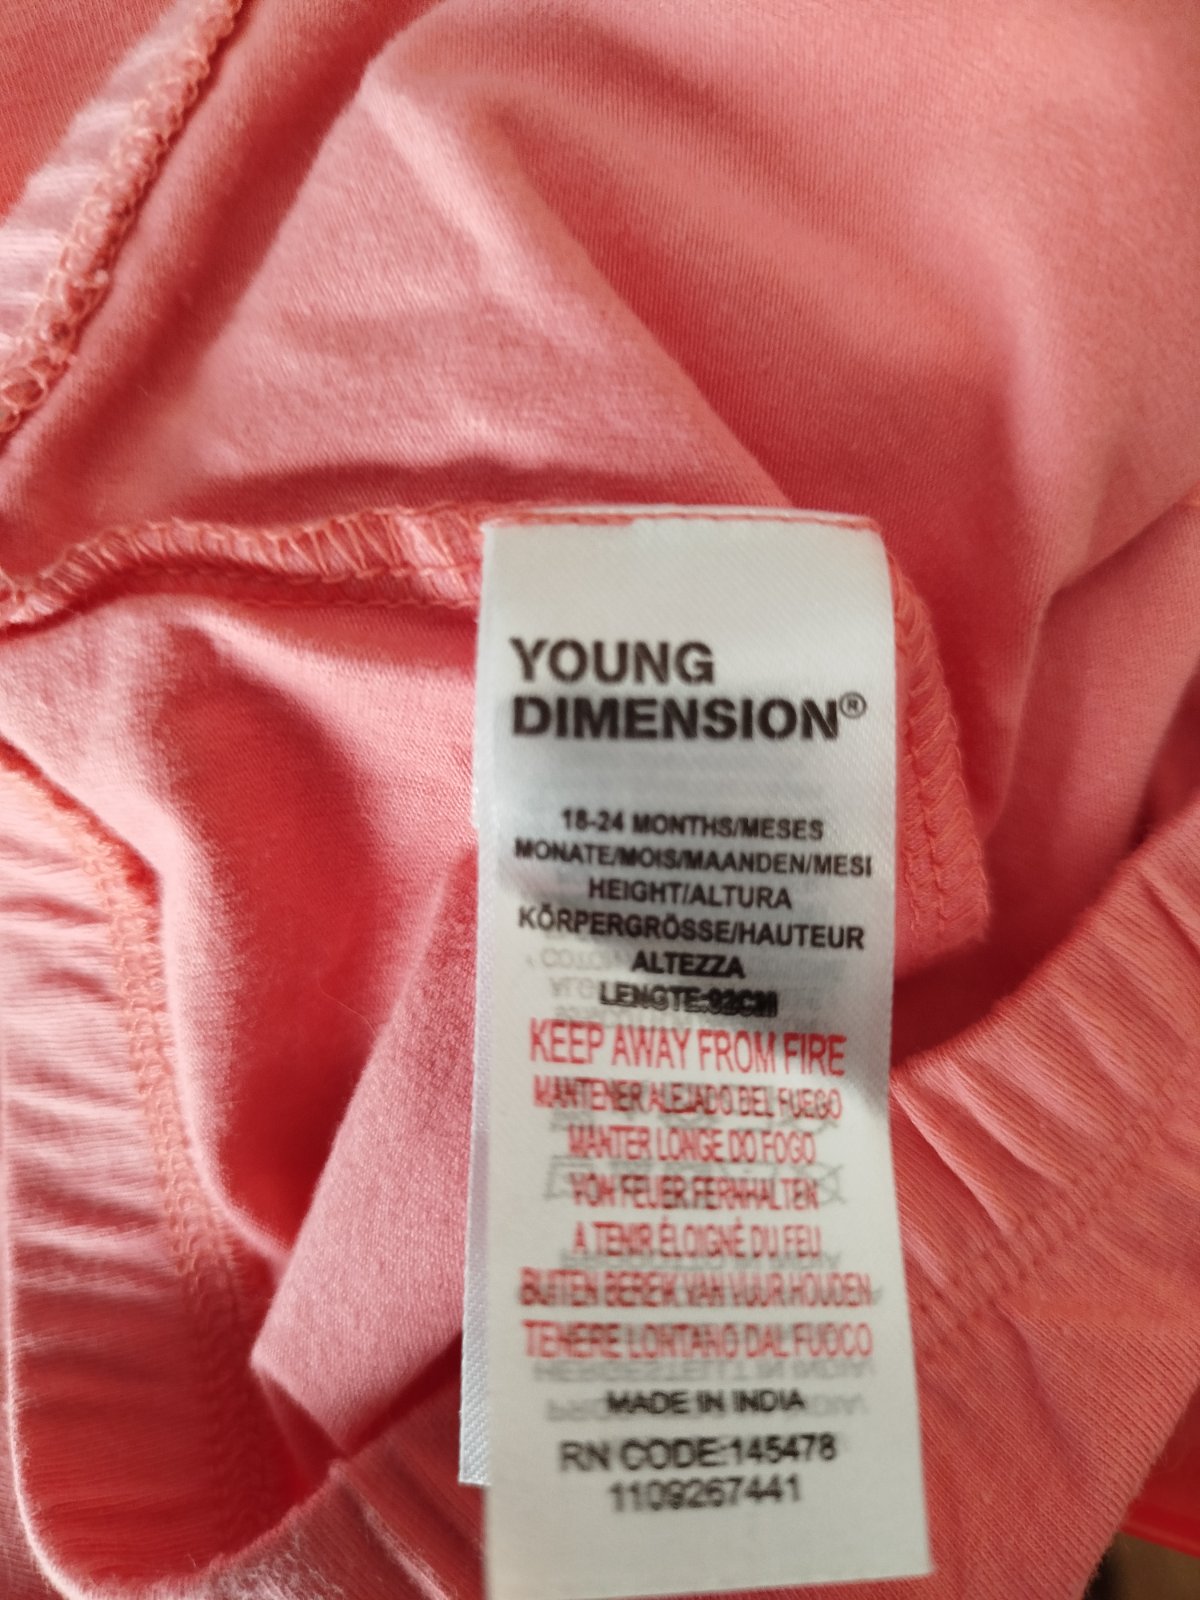 YOUNG
DIMENSION®
18-24 MONTHS/MESES
MONATE/MOIS/MAANDEN/MESI
HEIGHT/ALTURA
KÖRPERGRÖSSE/HAUTEUR
ALTEZZA
LENGTE:92CM
KEEP AWAY FROM FIRE
MANTENER ALEJADO DEL FUEGO
MANTER LONGE DO FOGO
VON FEUER FERNHALTEN
A TENIR ÉLOIGNÉ DU FEU
BUITEN BEREIK VAN VUUR HOUDEN
TENERE LONTANO DAL FUOCO
MADE IN INDIA
RN CODE:145478
1109267441